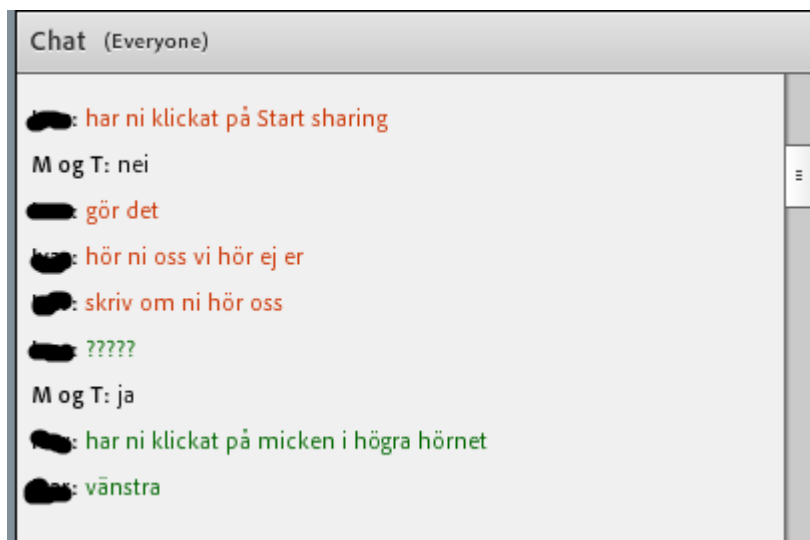 Chat (Everyone)
: har ni klickat på Start sharing
M og T: nei
: gör det
: hör ni oss vi hör ej er
: skriv om ni hör oss
: ?????
M og T: ja
: har ni klickat på micken i högra hörnet
: vänstra